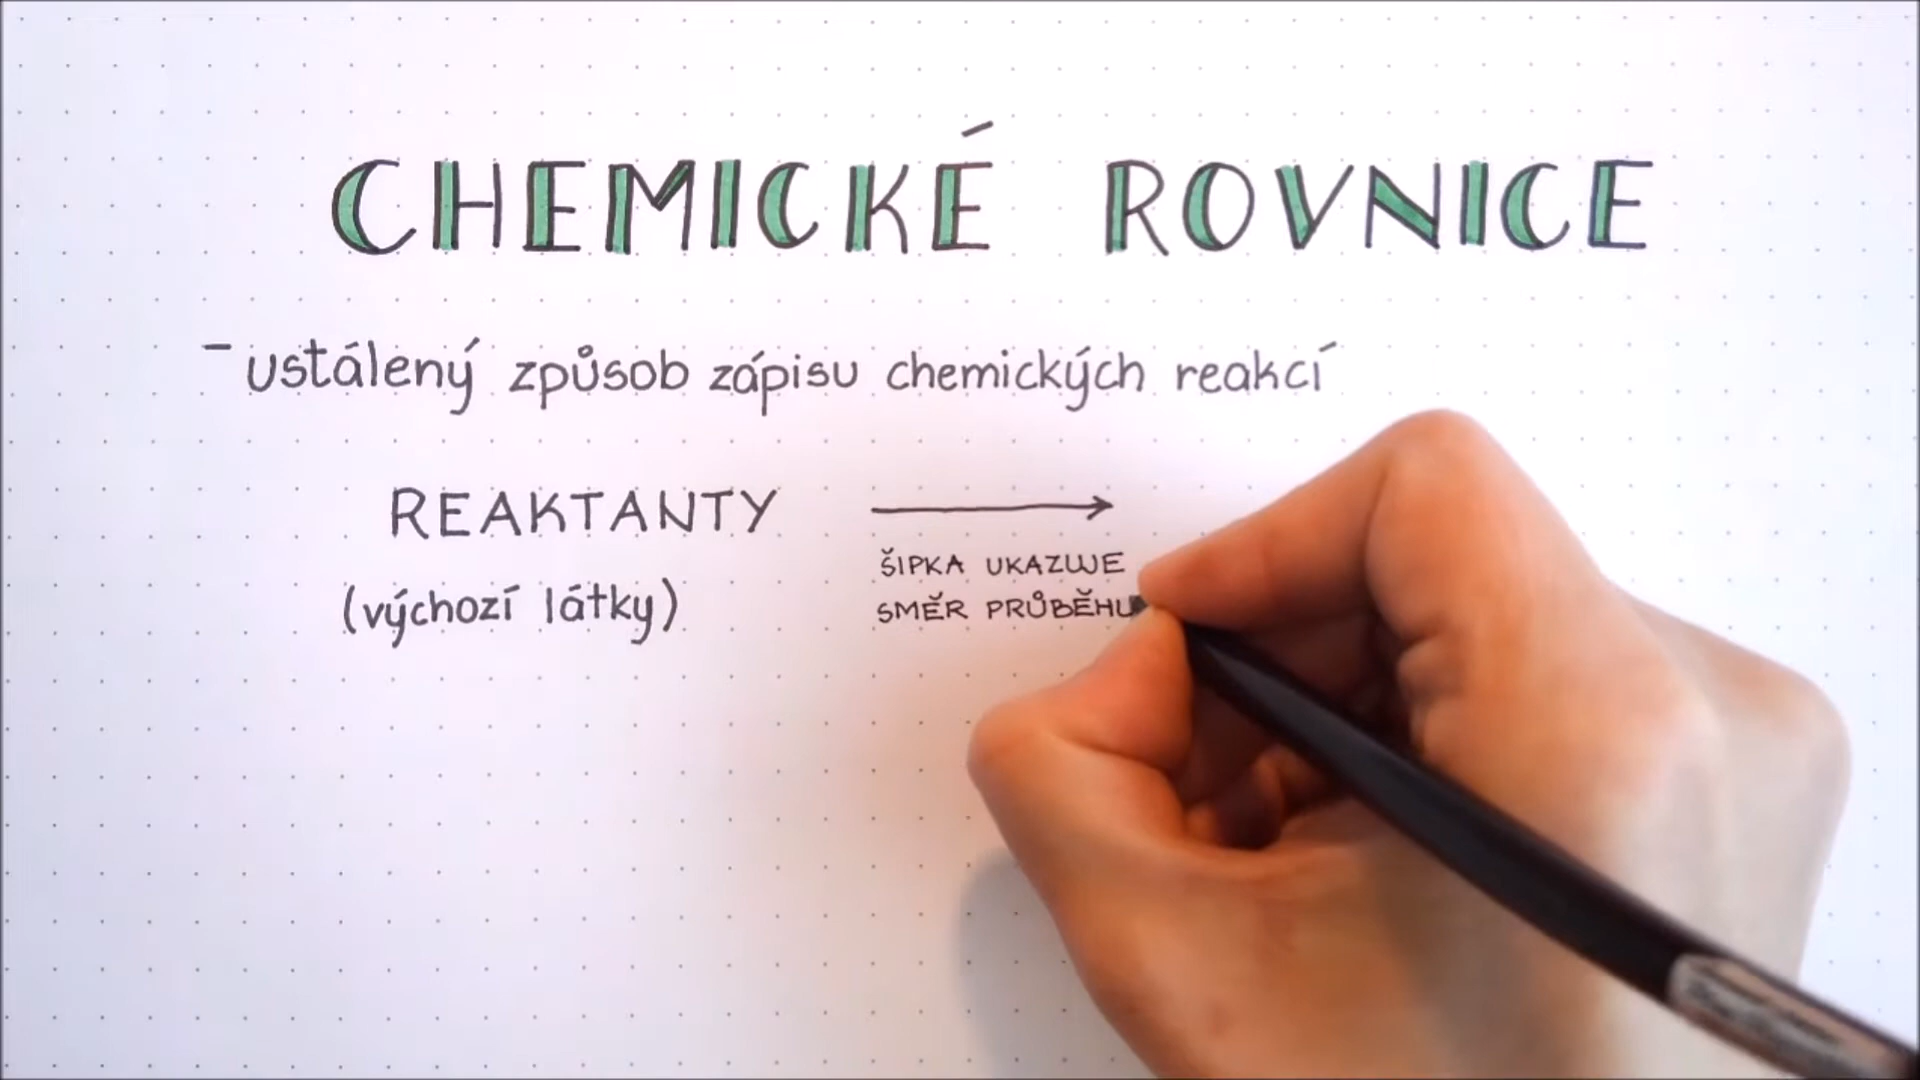 CHEMICKÉ ROVNICE
- ustálený způsob zápisu chemických reakcí
REAKTANTY
(výchozí látky)
ŠIPKA UKAZUJE
SMĚR PRŮBĚHU